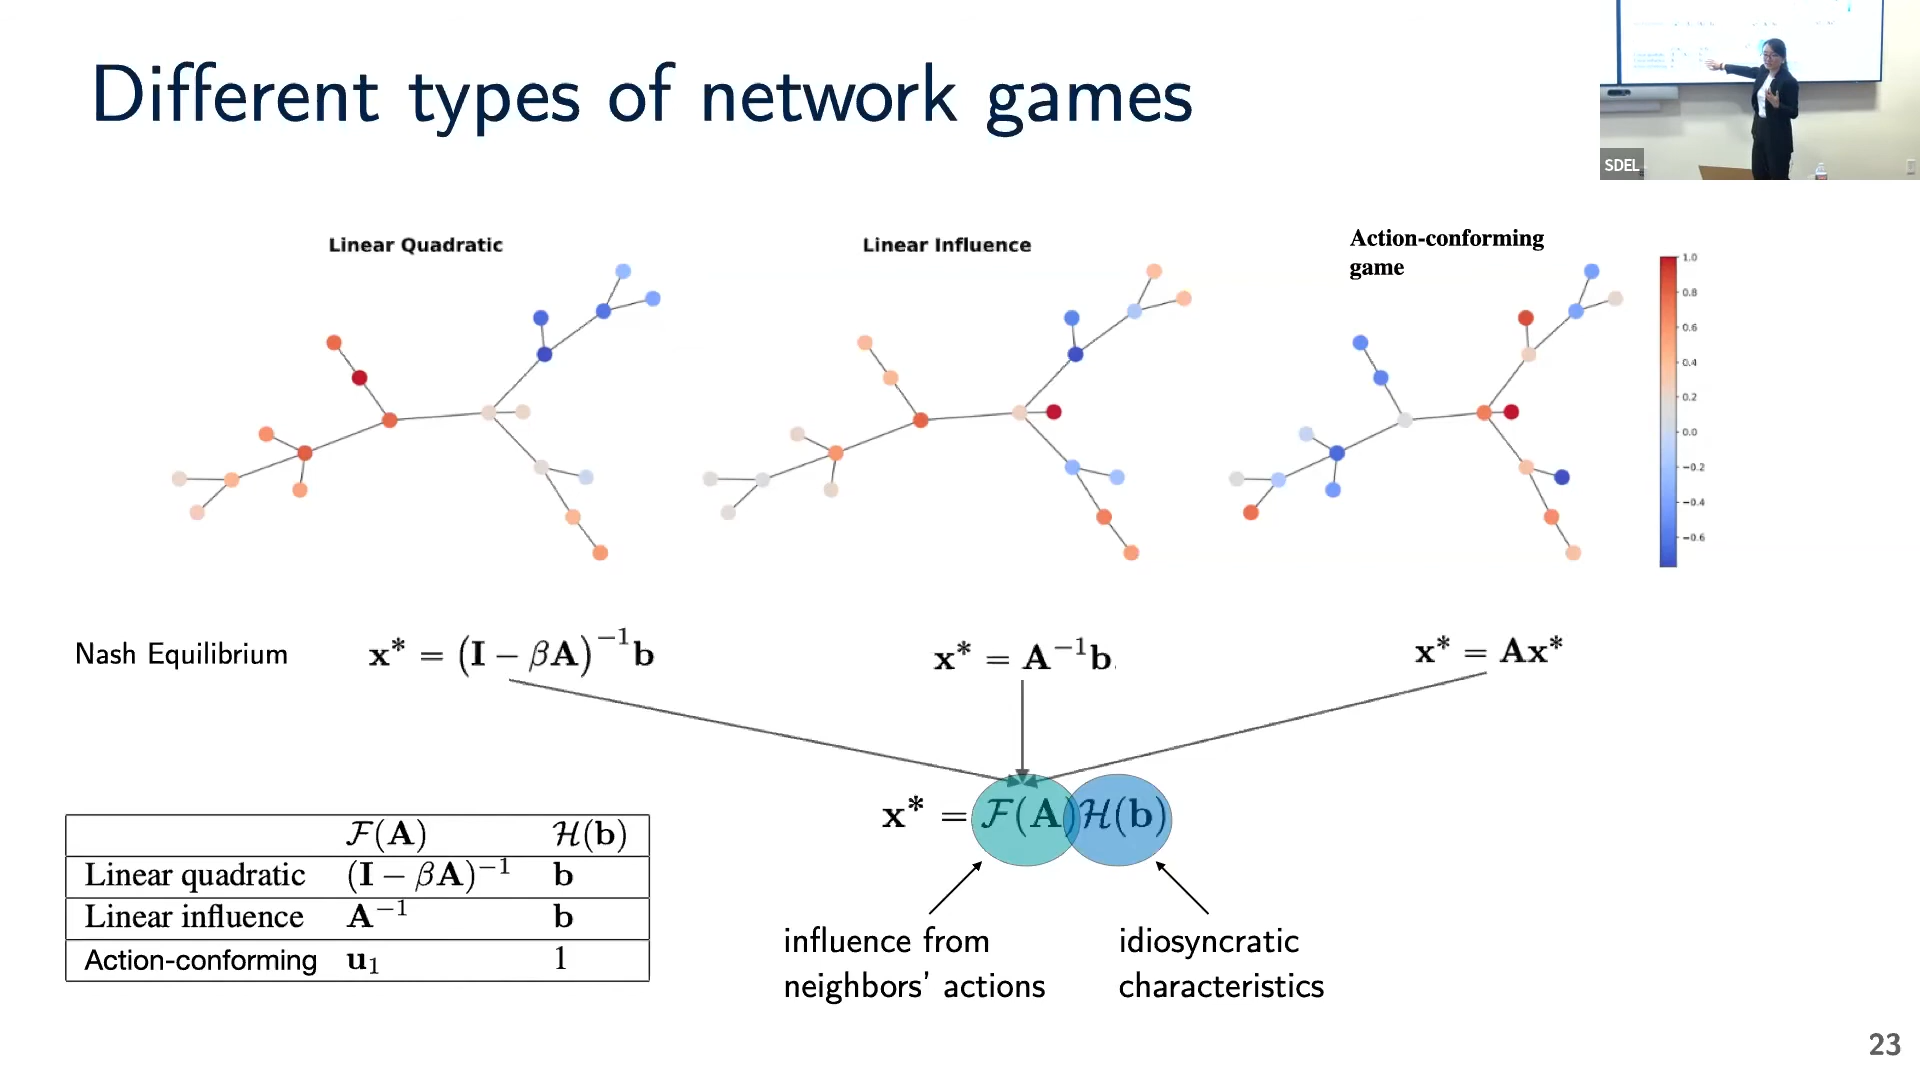 Different types of network games
SDEL
Linear Quadratic
Linear Influence
Action-conforming
game
1.0
0.8
0.6
0.4
0.2
0.0
−0.2
−0.4
−0.6
Nash Equilibrium
x* = (I − βA)⁻¹b
x* = A⁻¹b.
x* = Ax*
x* = F(A)H(b)
F(A) H(b)
Linear quadratic (I − βA)⁻¹ b
Linear influence A⁻¹ b
Action-conforming u₁ 1
influence from
neighbors' actions
idiosyncratic
characteristics
23